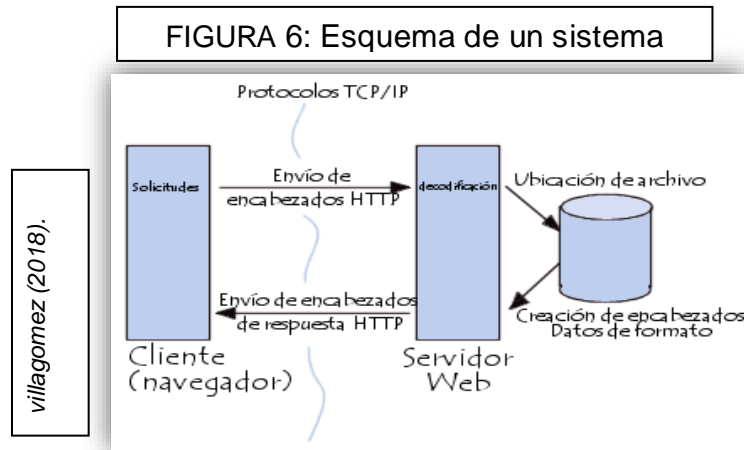 FIGURA 6: Esquema de un sistema
villagomez (2018).
Protocolos TCP/IP
Solicitudes
Envío de
encabezados HTTP
decodificación
Ubicación de archivo
Envío de encabezados
de respuesta HTTP
Creación de encabezados
Datos de formato
Cliente
(navegador)
Servidor
Web